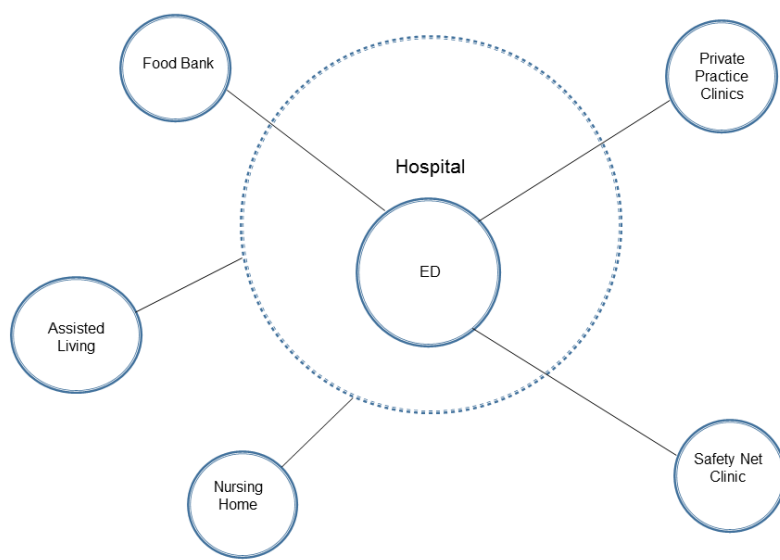 Food Bank
Private
Practice
Clinics
Hospital
ED
Assisted
Living
Safety Net
Clinic
Nursing
Home